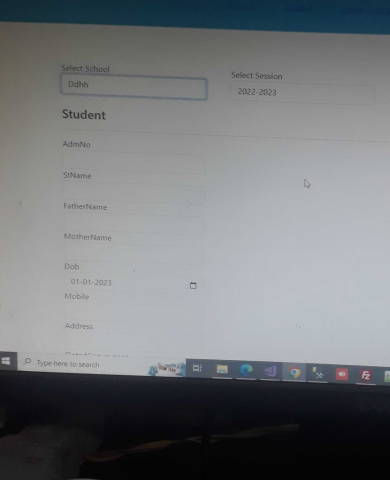 Select School
Ddhh
Select Session
2022-2023
Student
AdmNo
StName
FatherName
MotherName
Dob
01-01-2023
Mobile
Address
Type here to search